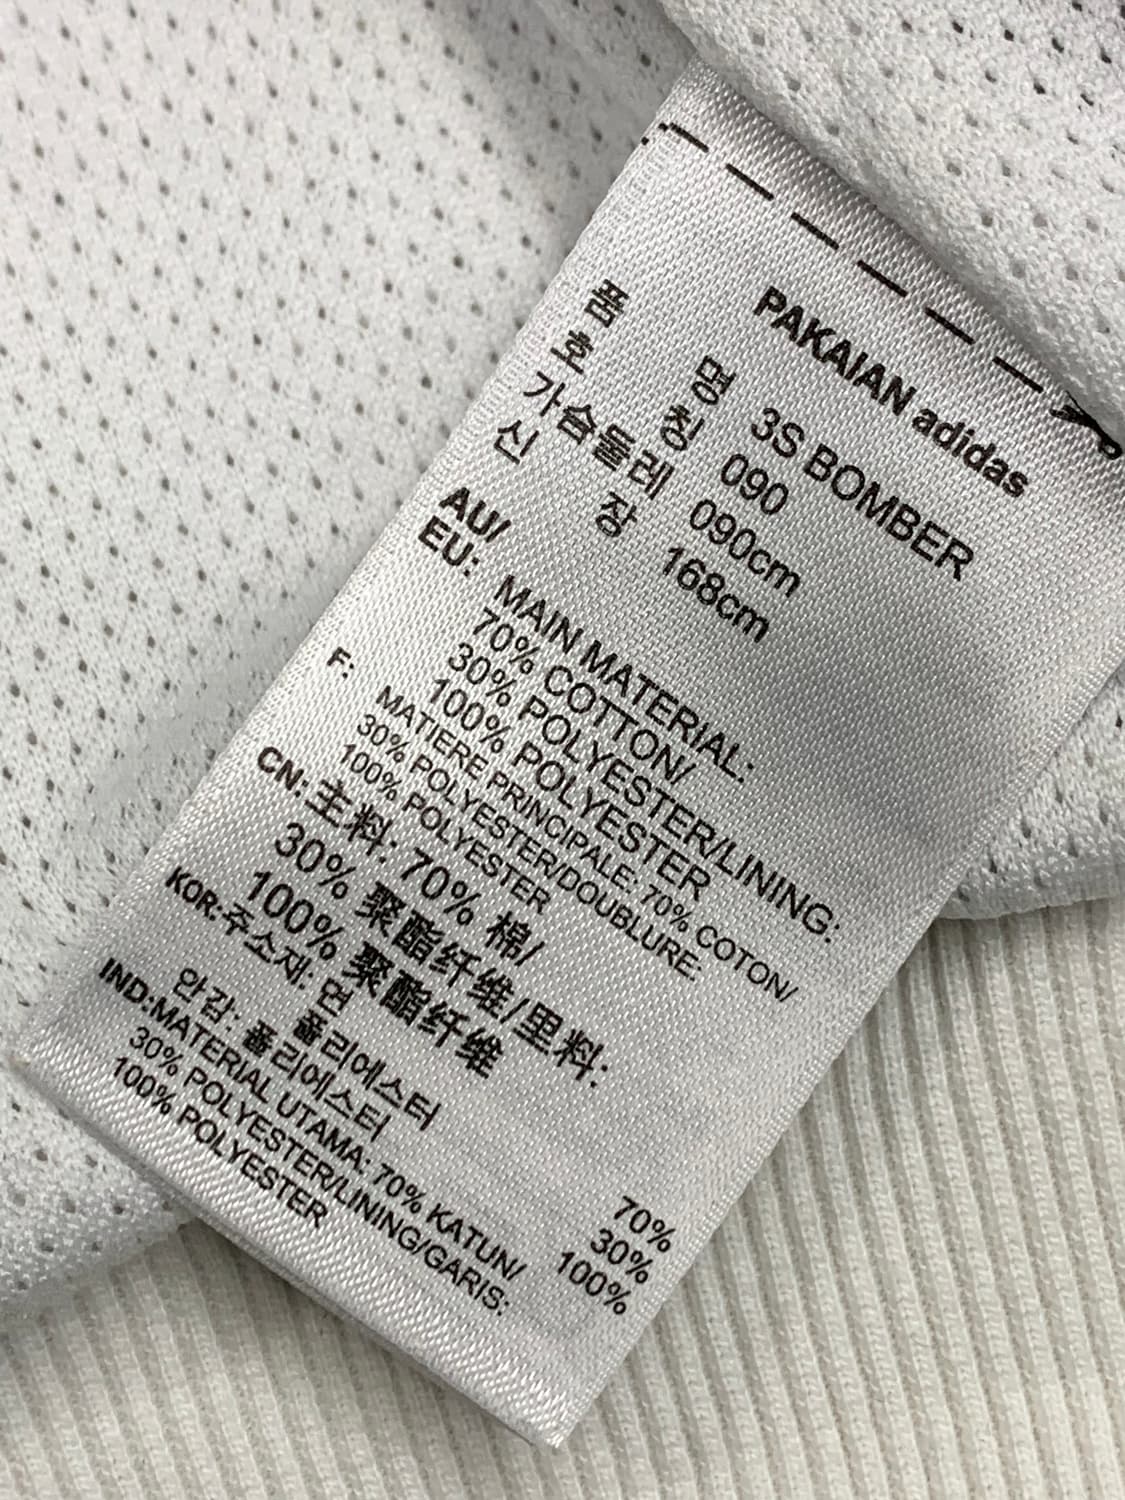 PAKAIAN adidas
품 명 3S BOMBER
호 칭 090
가슴둘레 090cm
신 장 168cm
AU/
EU: MAIN MATERIAL:
70% COTTON/
30% POLYESTER/LINING:
100% POLYESTER
F: MATIERE PRINCIPALE: 70% COTON/
30% POLYESTER/DOUBLURE:
100% POLYESTER
CN: 主料: 70% 棉/
30% 聚酯纤维/里料:
100% 聚酯纤维
KOR: 주소재: 면 70%
폴리에스터 30%
안감: 폴리에스터 100%
IND:MATERIAL UTAMA: 70% KATUN/
30% POLYESTER/LINING/GARIS:
100% POLYESTER